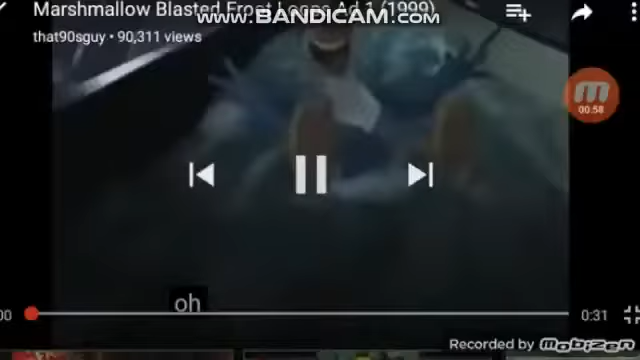 Marshmallow Blasted Froot Loops Ad 1 (1999)
www.BANDICAM.com
that90sguy • 90,311 views
00:58
oh
00
0:31
Recorded by Mobizen